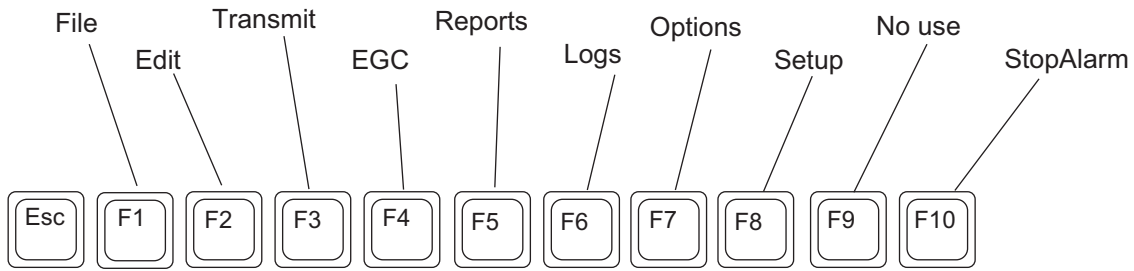 File
Edit
Transmit
EGC
Reports
Logs
Options
Setup
No use
StopAlarm
Esc
F1
F2
F3
F4
F5
F6
F7
F8
F9
F10